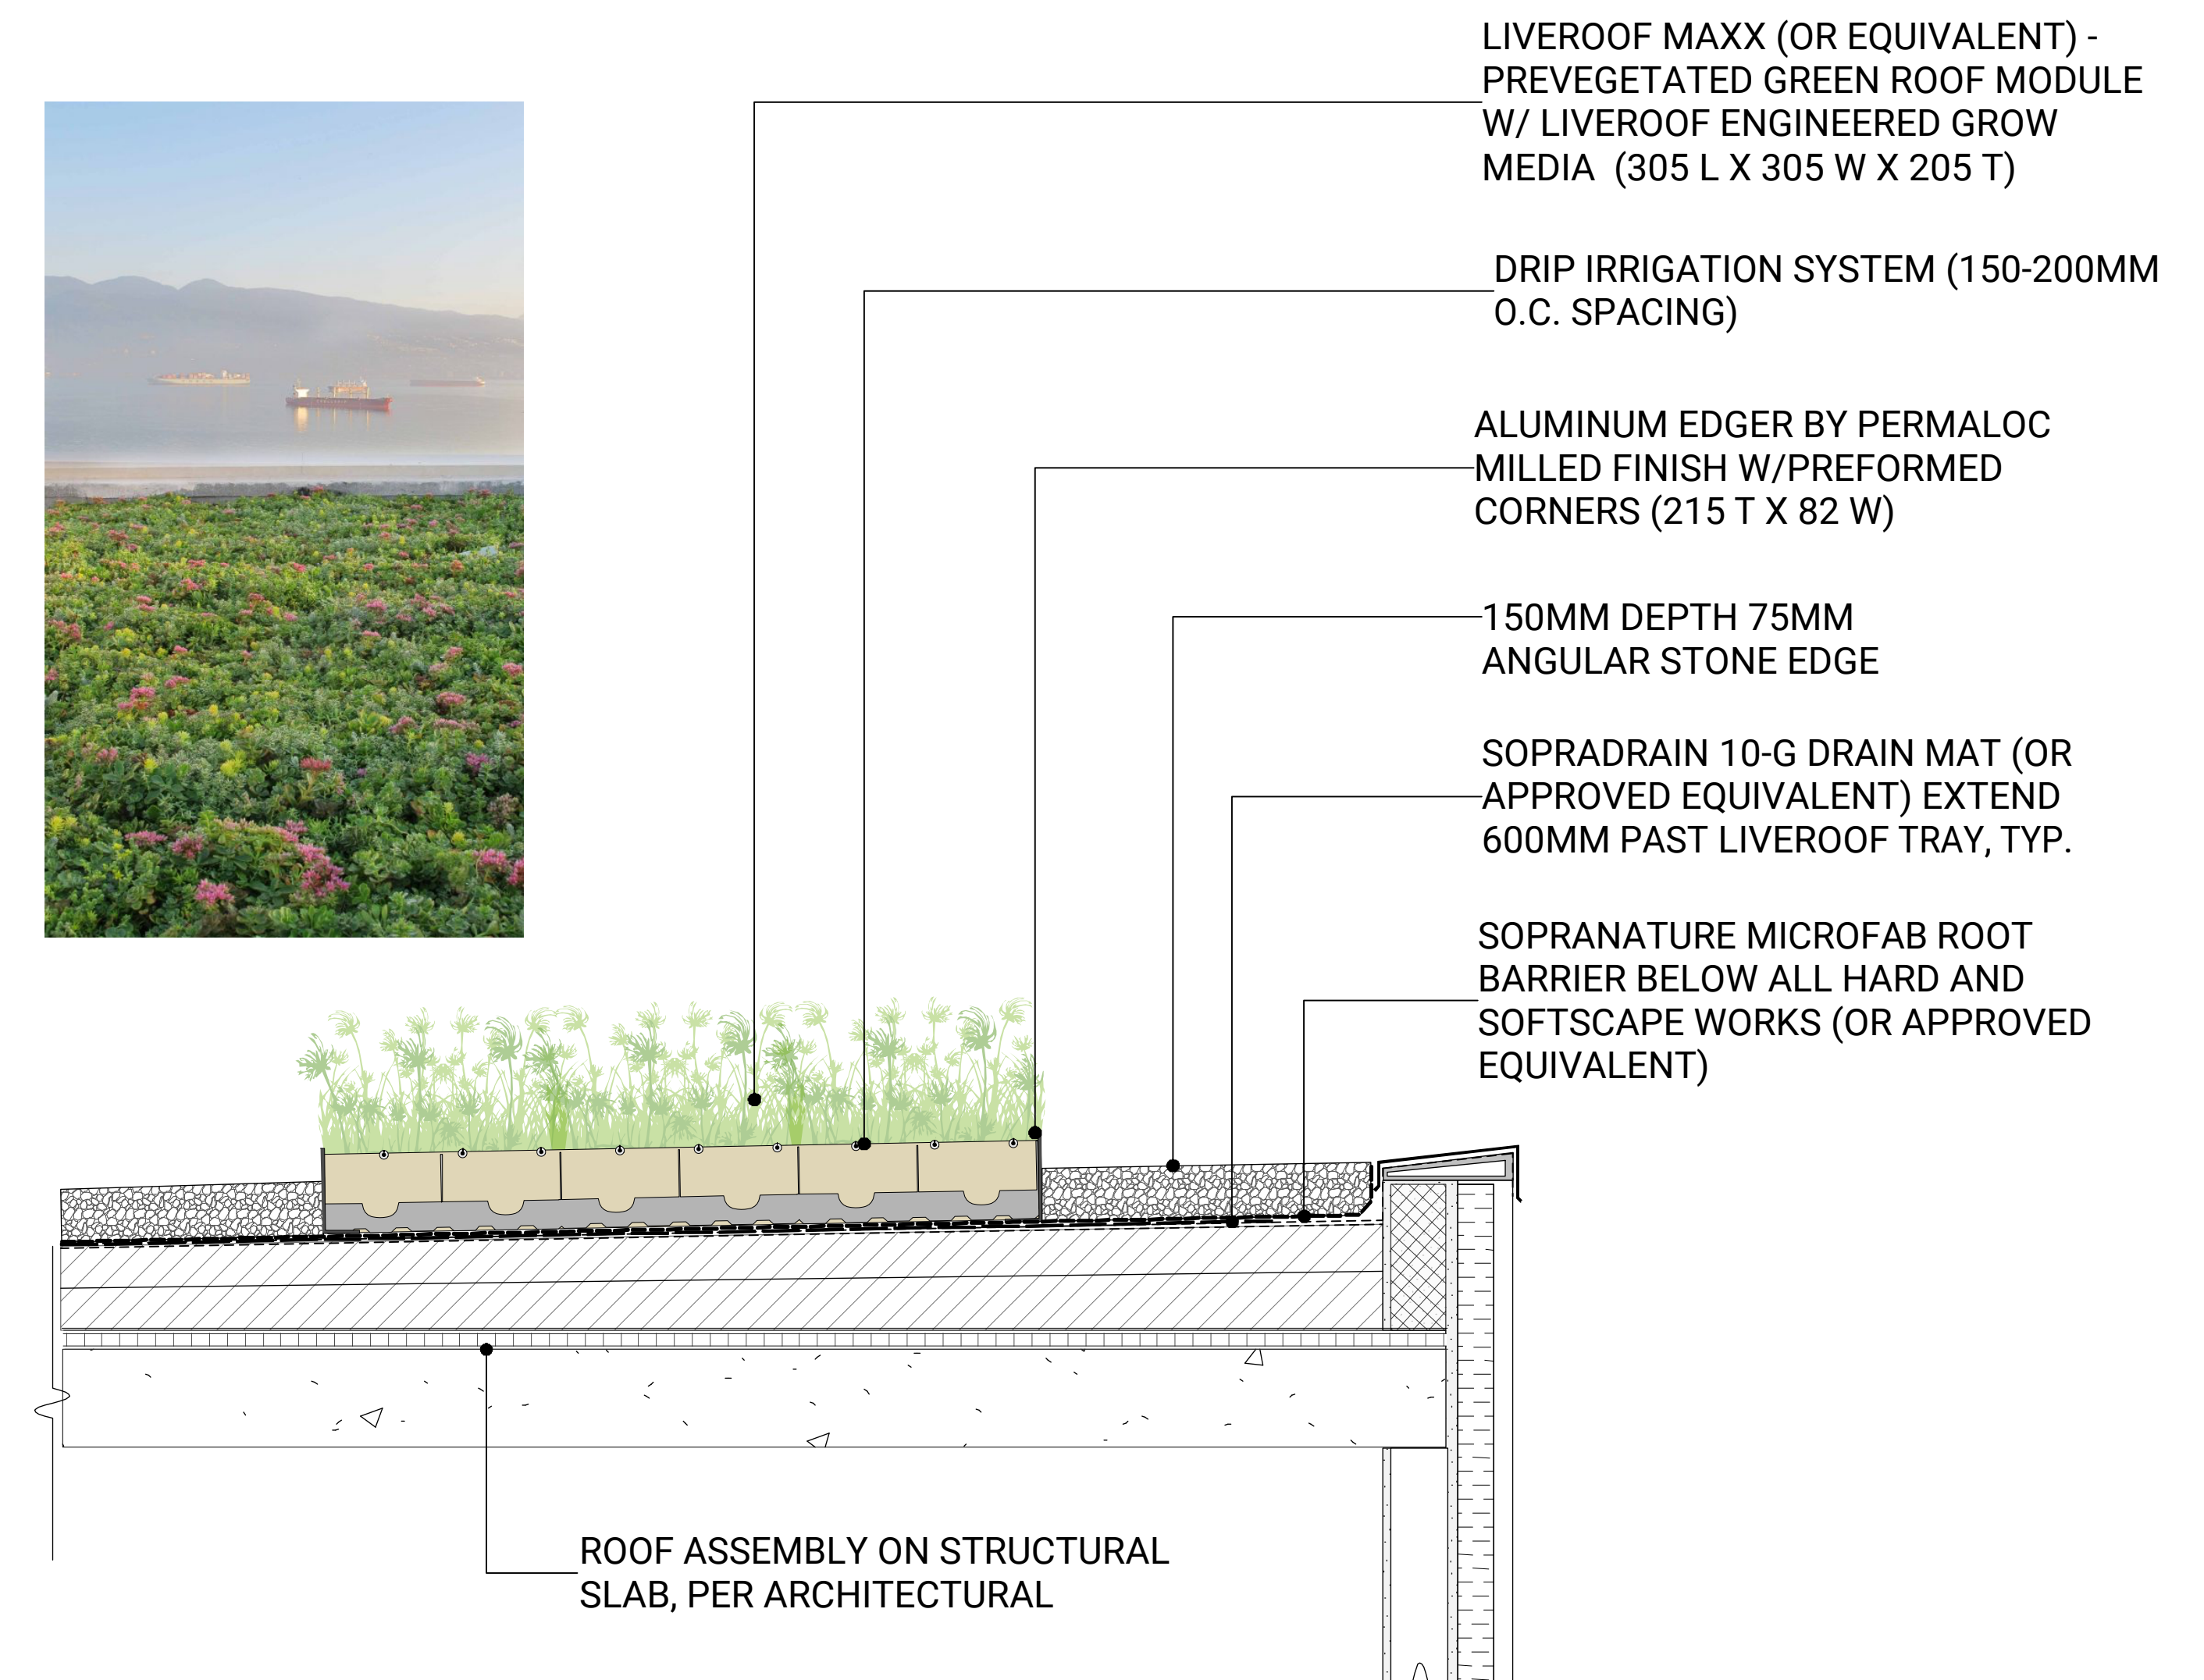 LIVEROOF MAXX (OR EQUIVALENT) -
PREVEGETATED GREEN ROOF MODULE
W/ LIVEROOF ENGINEERED GROW
MEDIA (305 L X 305 W X 205 T)
DRIP IRRIGATION SYSTEM (150-200MM
O.C. SPACING)
ALUMINUM EDGER BY PERMALOC
MILLED FINISH W/PREFORMED
CORNERS (215 T X 82 W)
150MM DEPTH 75MM
ANGULAR STONE EDGE
SOPRADRAIN 10-G DRAIN MAT (OR
APPROVED EQUIVALENT) EXTEND
600MM PAST LIVEROOF TRAY, TYP.
SOPRANATURE MICROFAB ROOT
BARRIER BELOW ALL HARD AND
SOFTSCAPE WORKS (OR APPROVED
EQUIVALENT)
ROOF ASSEMBLY ON STRUCTURAL
SLAB, PER ARCHITECTURAL